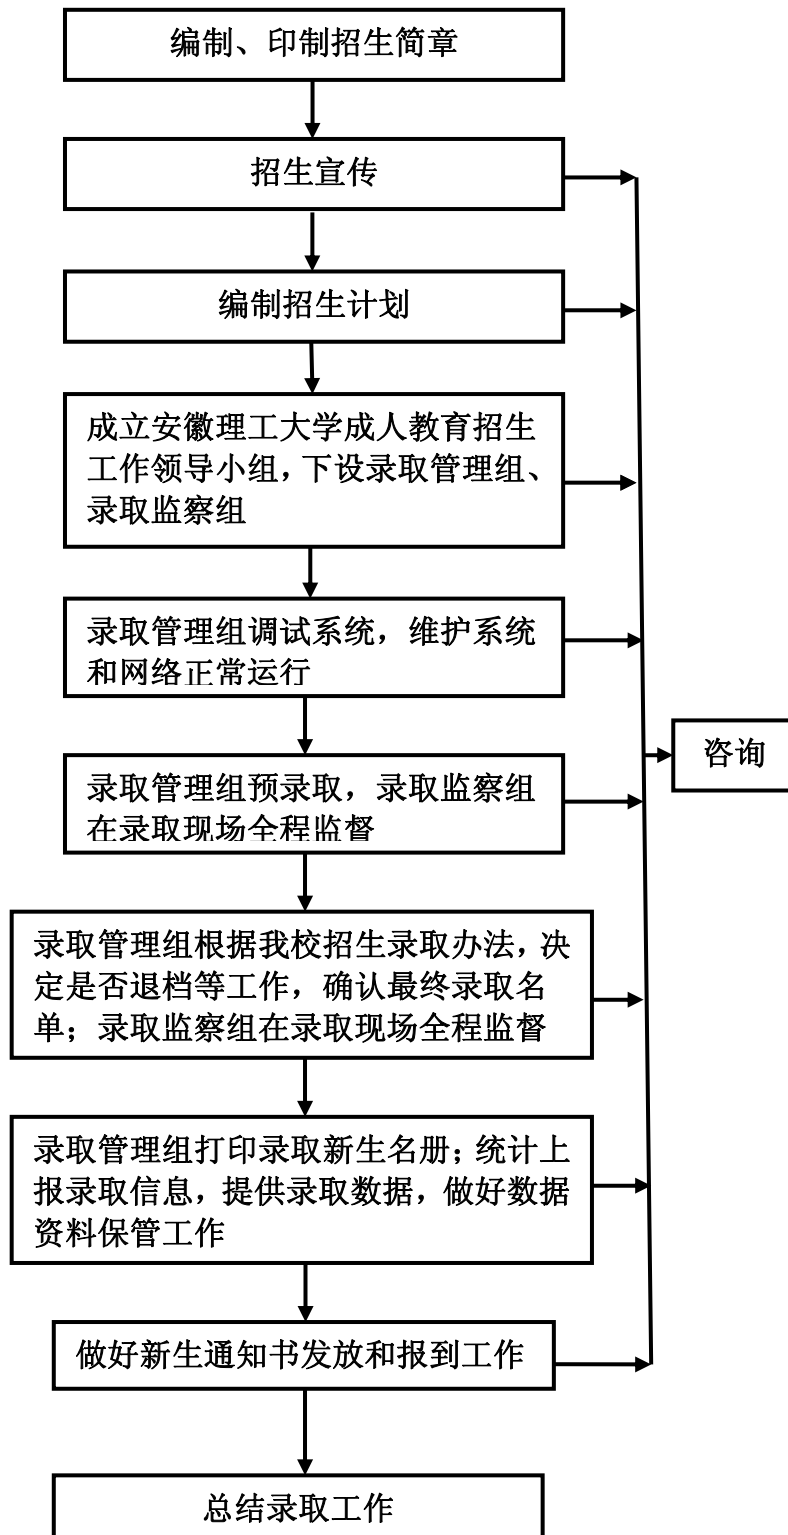 编制、印制招生简章
招生宣传
编制招生计划
成立安徽理工大学成人教育招生
工作领导小组，下设录取管理组、
录取监察组
录取管理组调试系统，维护系统
和网络正常运行
录取管理组预录取，录取监察组
在录取现场全程监督
咨询
录取管理组根据我校招生录取办法，决
定是否退档等工作，确认最终录取名
单；录取监察组在录取现场全程监督
录取管理组打印录取新生名册；统计上
报录取信息，提供录取数据，做好数据
资料保管工作
做好新生通知书发放和报到工作
总结录取工作